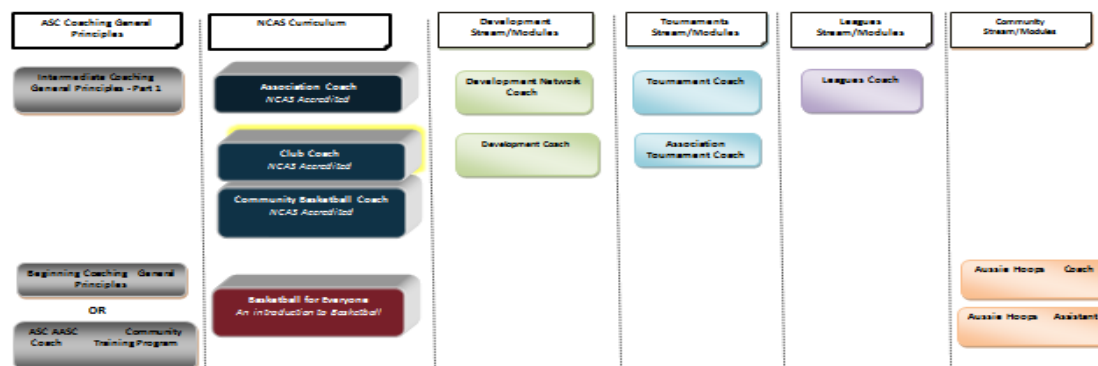 ASC Coaching General
Principles
NCAS Curriculum
Development
Stream/Modules
Tournaments
Stream/Modules
Leagues
Stream/Modules
Community
Stream/Modules
Intermediate Coaching
General Principles - Part 1
Association Coach
NCAS Accredited
Development Network
Coach
Tournament Coach
Leagues Coach
Club Coach
NCAS Accredited
Development Coach
Association
Tournament Coach
Community Basketball Coach
NCAS Accredited
Beginning Coaching General
Principles
OR
ASC AASC Community
Coach Training Program
Basketball for Everyone
An introduction to Basketball
Aussie Hoops Coach
Aussie Hoops Assistant